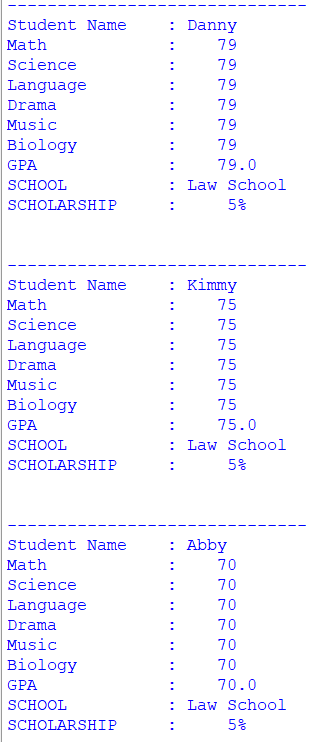 ------------------------------
Student Name    : Danny
Math            :    79
Science         :    79
Language        :    79
Drama           :    79
Music           :    79
Biology         :    79
GPA             :    79.0
SCHOOL          : Law School
SCHOLARSHIP     :     5%
------------------------------
Student Name    : Kimmy
Math            :    75
Science         :    75
Language        :    75
Drama           :    75
Music           :    75
Biology         :    75
GPA             :    75.0
SCHOOL          : Law School
SCHOLARSHIP     :     5%
------------------------------
Student Name    : Abby
Math            :    70
Science         :    70
Language        :    70
Drama           :    70
Music           :    70
Biology         :    70
GPA             :    70.0
SCHOOL          : Law School
SCHOLARSHIP     :     5%